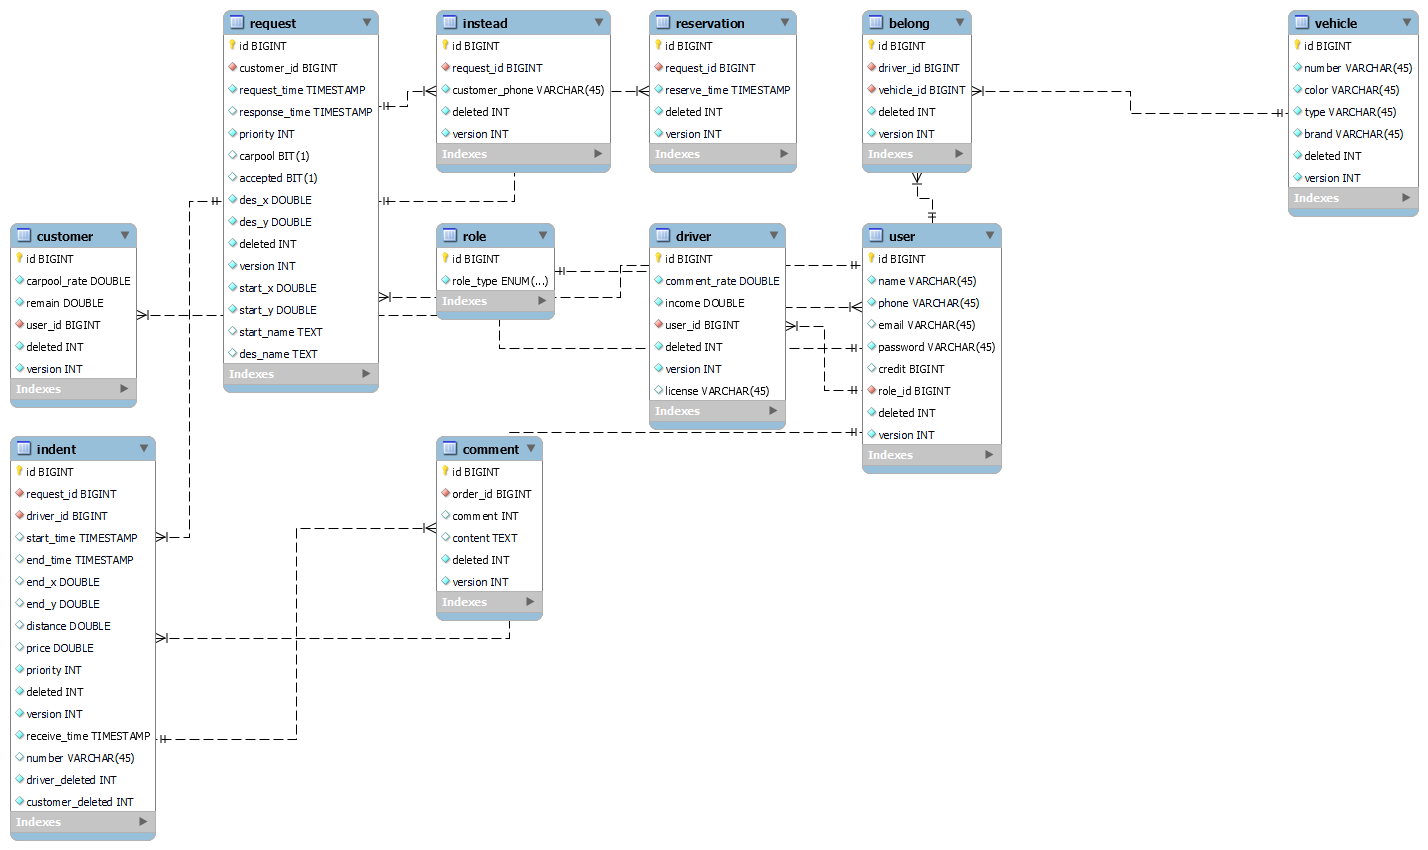 request
id BIGINT
customer_id BIGINT
request_time TIMESTAMP
response_time TIMESTAMP
priority INT
carpool BIT(1)
accepted BIT(1)
des_x DOUBLE
des_y DOUBLE
deleted INT
version INT
start_x DOUBLE
start_y DOUBLE
start_name TEXT
des_name TEXT
Indexes
instead
id BIGINT
request_id BIGINT
customer_phone VARCHAR(45)
deleted INT
version INT
Indexes
reservation
id BIGINT
request_id BIGINT
reserve_time TIMESTAMP
deleted INT
version INT
Indexes
belong
id BIGINT
driver_id BIGINT
vehicle_id BIGINT
deleted INT
version INT
Indexes
vehicle
id BIGINT
number VARCHAR(45)
color VARCHAR(45)
type VARCHAR(45)
brand VARCHAR(45)
deleted INT
version INT
Indexes
customer
id BIGINT
carpool_rate DOUBLE
remain DOUBLE
user_id BIGINT
deleted INT
version INT
Indexes
role
id BIGINT
role_type ENUM(...)
Indexes
driver
id BIGINT
comment_rate DOUBLE
income DOUBLE
user_id BIGINT
deleted INT
version INT
license VARCHAR(45)
Indexes
user
id BIGINT
name VARCHAR(45)
phone VARCHAR(45)
email VARCHAR(45)
password VARCHAR(45)
credit BIGINT
role_id BIGINT
deleted INT
version INT
Indexes
indent
id BIGINT
request_id BIGINT
driver_id BIGINT
start_time TIMESTAMP
end_time TIMESTAMP
end_x DOUBLE
end_y DOUBLE
distance DOUBLE
price DOUBLE
priority INT
deleted INT
version INT
receive_time TIMESTAMP
number VARCHAR(45)
driver_deleted INT
customer_deleted INT
Indexes
comment
id BIGINT
order_id BIGINT
comment INT
content TEXT
deleted INT
version INT
Indexes